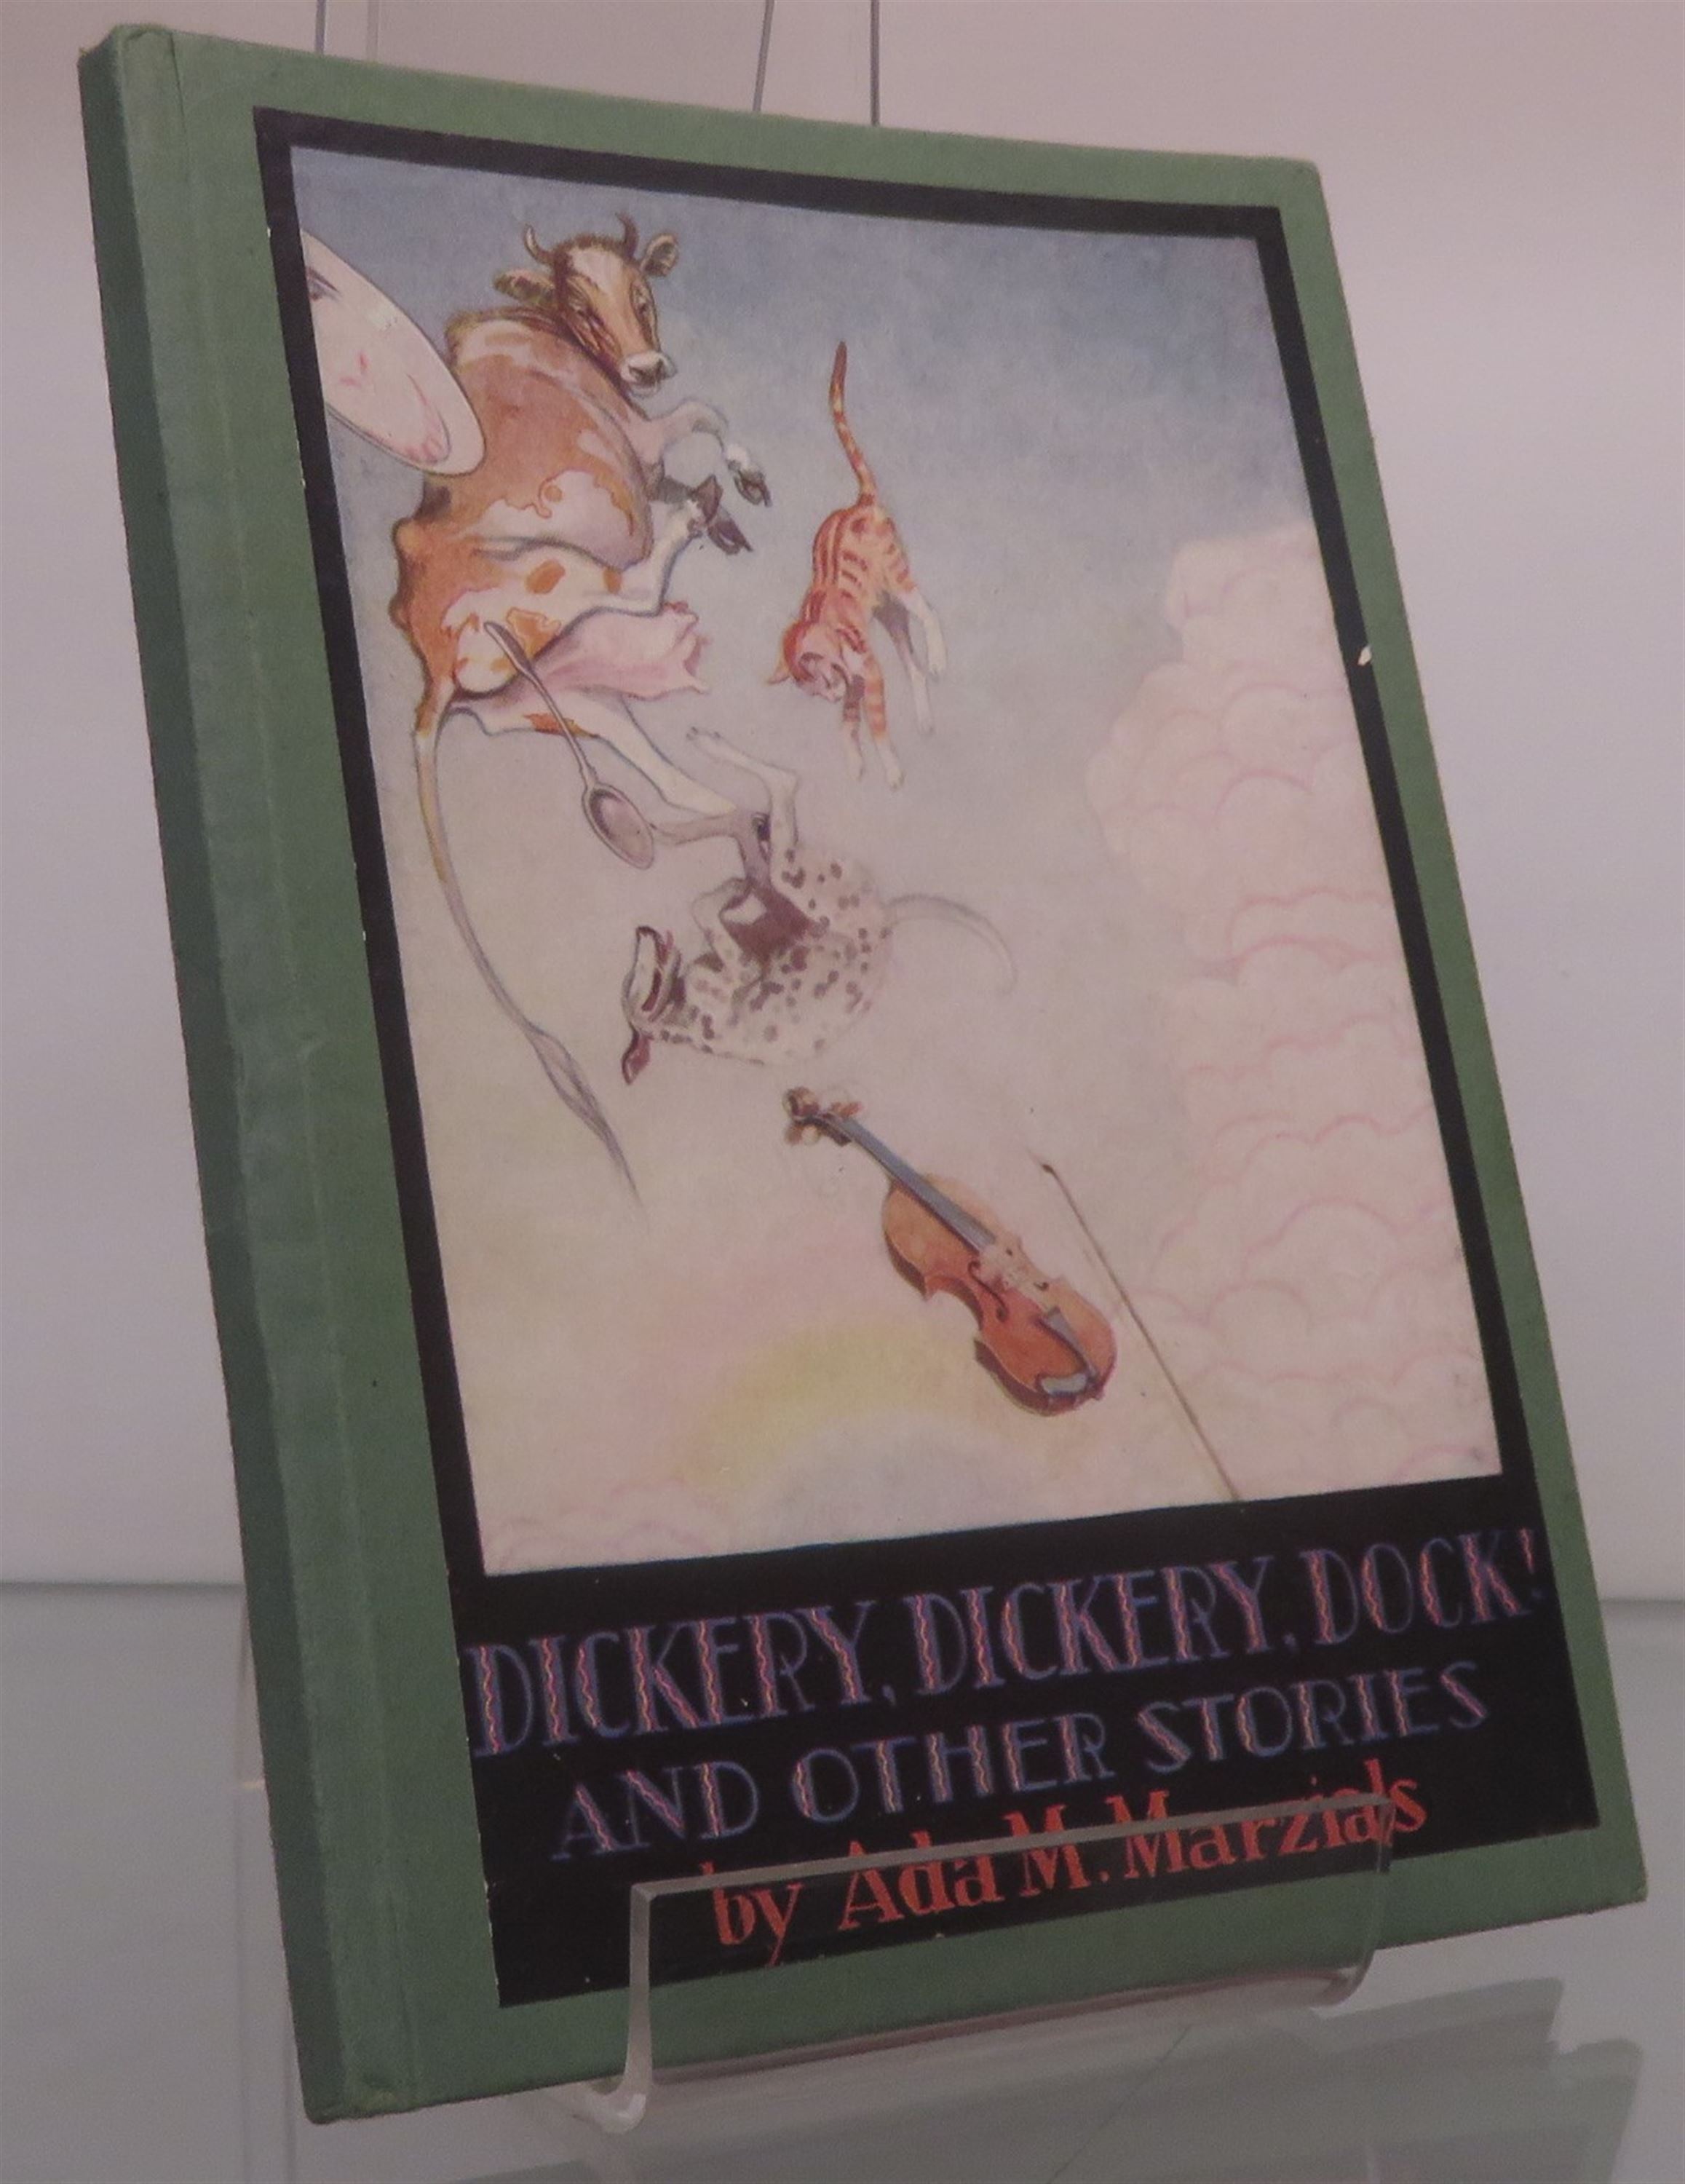 DICKERY, DICKERY, DOCK!
AND OTHER STORIES
by Ada M. Marzials